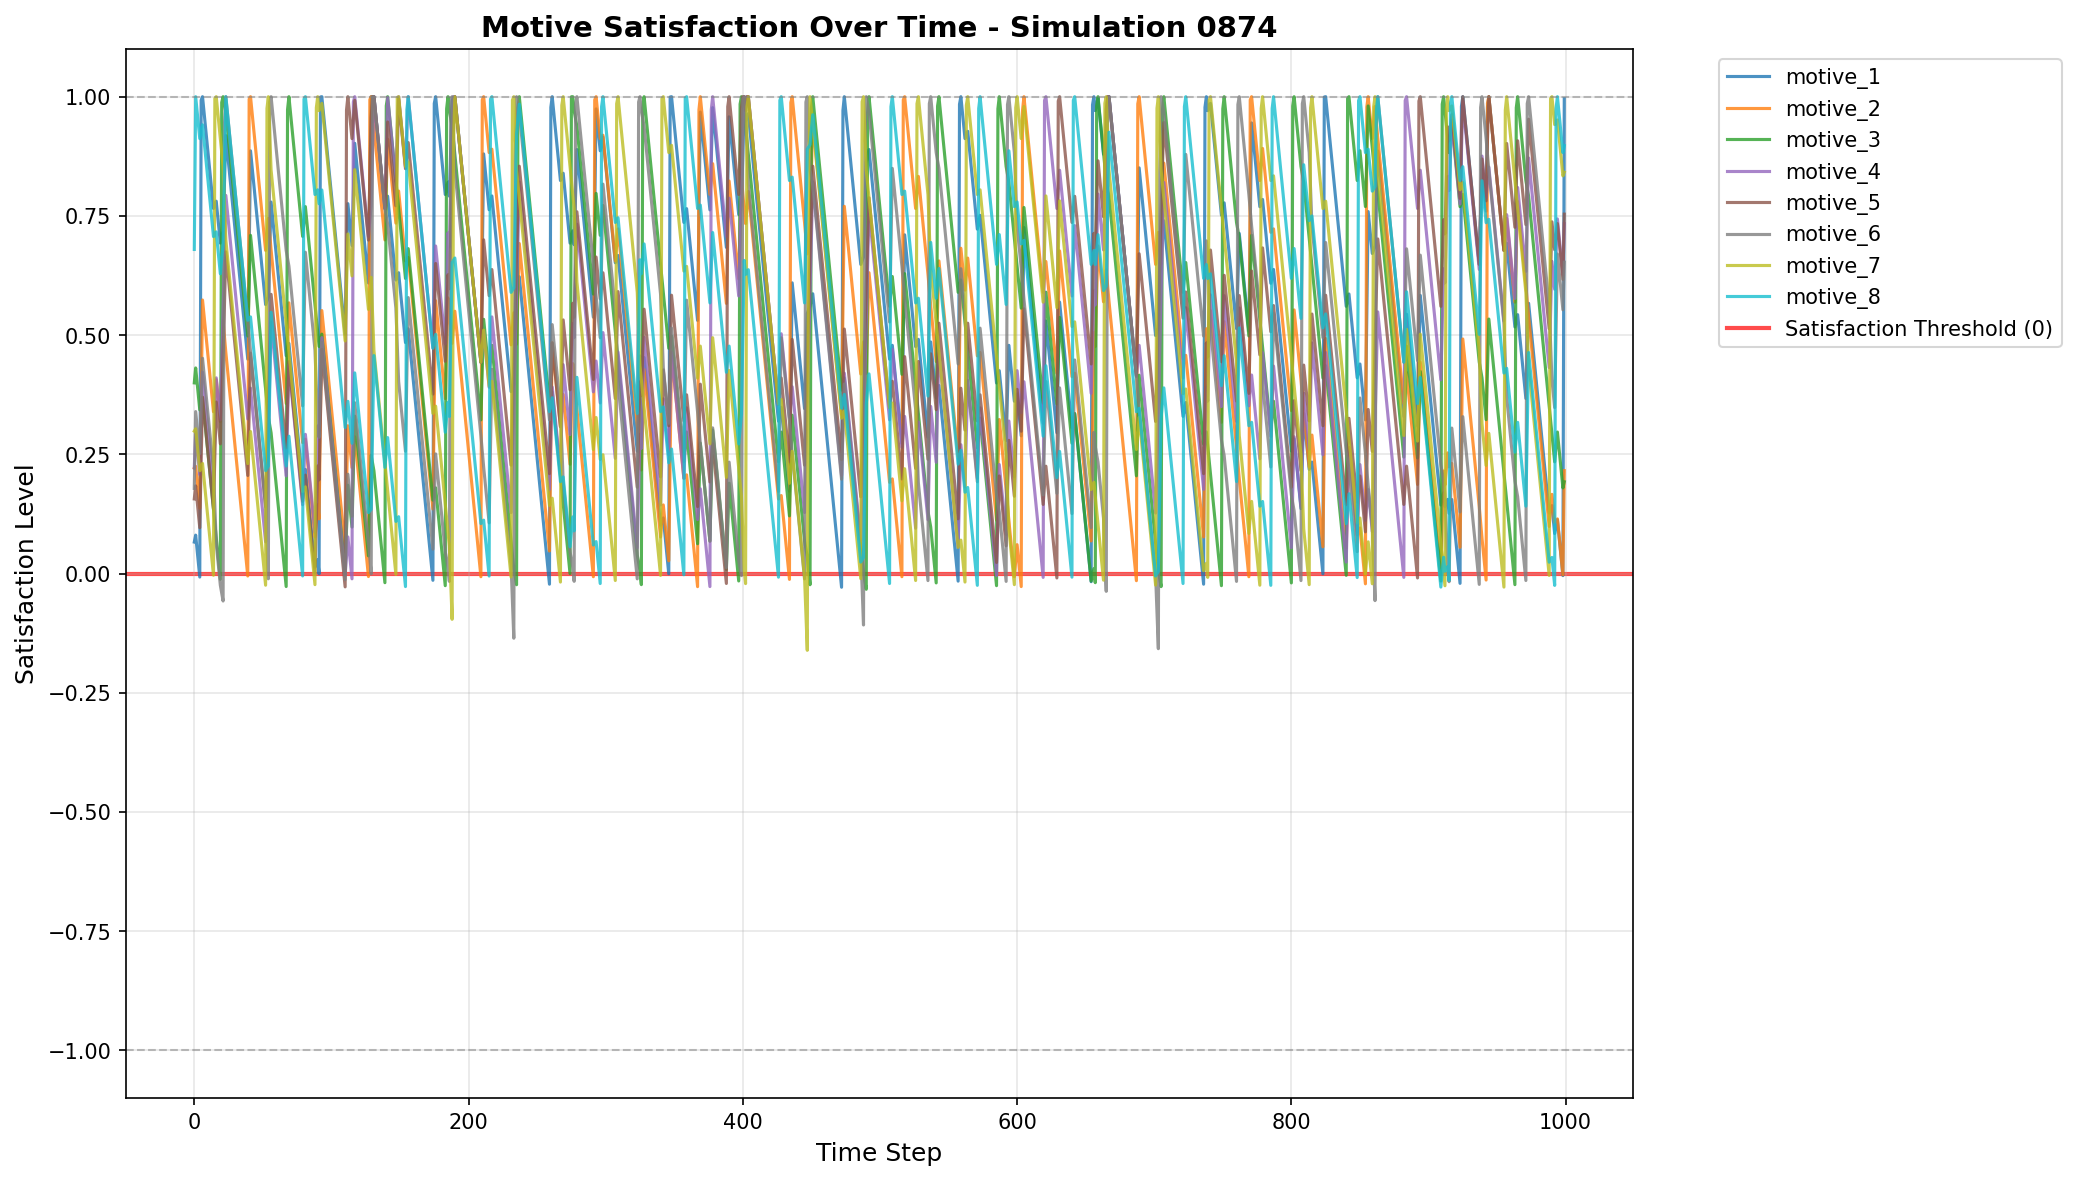 Motive Satisfaction Over Time - Simulation 0874
Satisfaction Level
1.00
0.75
0.50
0.25
0.00
−0.25
−0.50
−0.75
−1.00
0
200
400
600
800
1000
Time Step
motive_1
motive_2
motive_3
motive_4
motive_5
motive_6
motive_7
motive_8
Satisfaction Threshold (0)